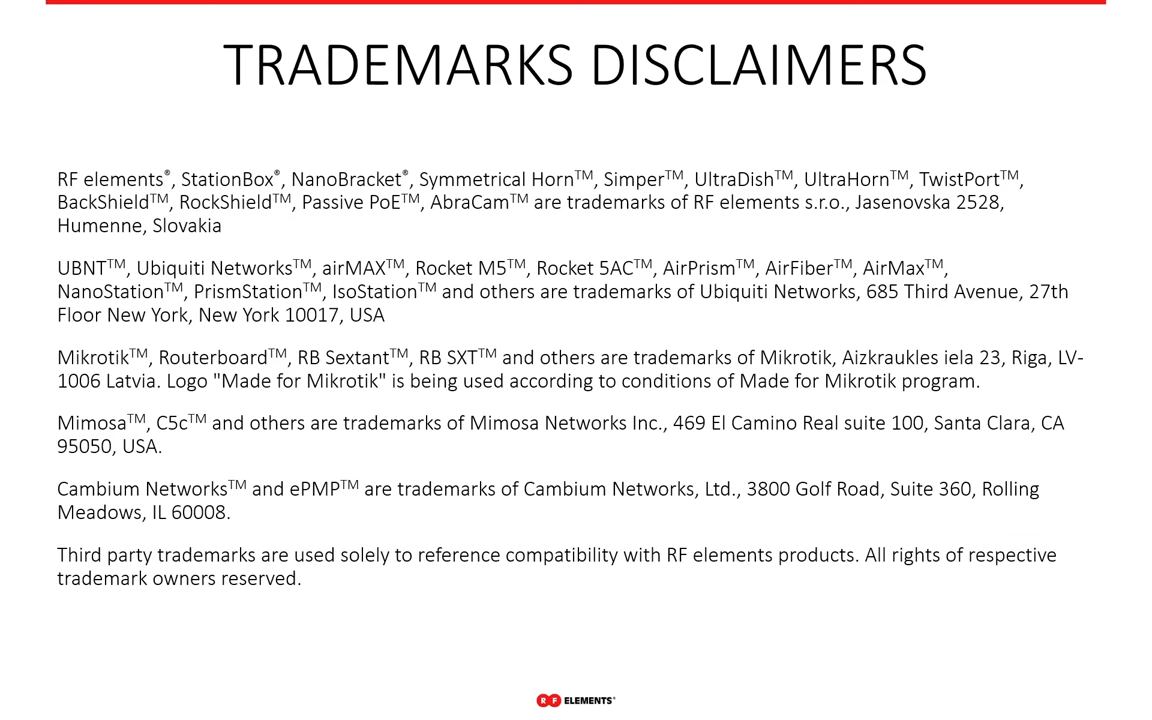 TRADEMARKS DISCLAIMERS
RF elements®, StationBox®, NanoBracket®, Symmetrical Horn™, Simper™, UltraDish™, UltraHorn™, TwistPort™,
BackShield™, RockShield™, Passive PoE™, AbraCam™ are trademarks of RF elements s.r.o., Jasenovska 2528,
Humenne, Slovakia
UBNT™, Ubiquiti Networks™, airMAX™, Rocket M5™, Rocket 5AC™, AirPrism™, AirFiber™, AirMax™,
NanoStation™, PrismStation™, IsoStation™ and others are trademarks of Ubiquiti Networks, 685 Third Avenue, 27th
Floor New York, New York 10017, USA
Mikrotik™, Routerboard™, RB Sextant™, RB SXT™ and others are trademarks of Mikrotik, Aizkraukles iela 23, Riga, LV-
1006 Latvia. Logo "Made for Mikrotik" is being used according to conditions of Made for Mikrotik program.
Mimosa™, C5c™ and others are trademarks of Mimosa Networks Inc., 469 El Camino Real suite 100, Santa Clara, CA
95050, USA.
Cambium Networks™ and ePMP™ are trademarks of Cambium Networks, Ltd., 3800 Golf Road, Suite 360, Rolling
Meadows, IL 60008.
Third party trademarks are used solely to reference compatibility with RF elements products. All rights of respective
trademark owners reserved.
RF ELEMENTS®